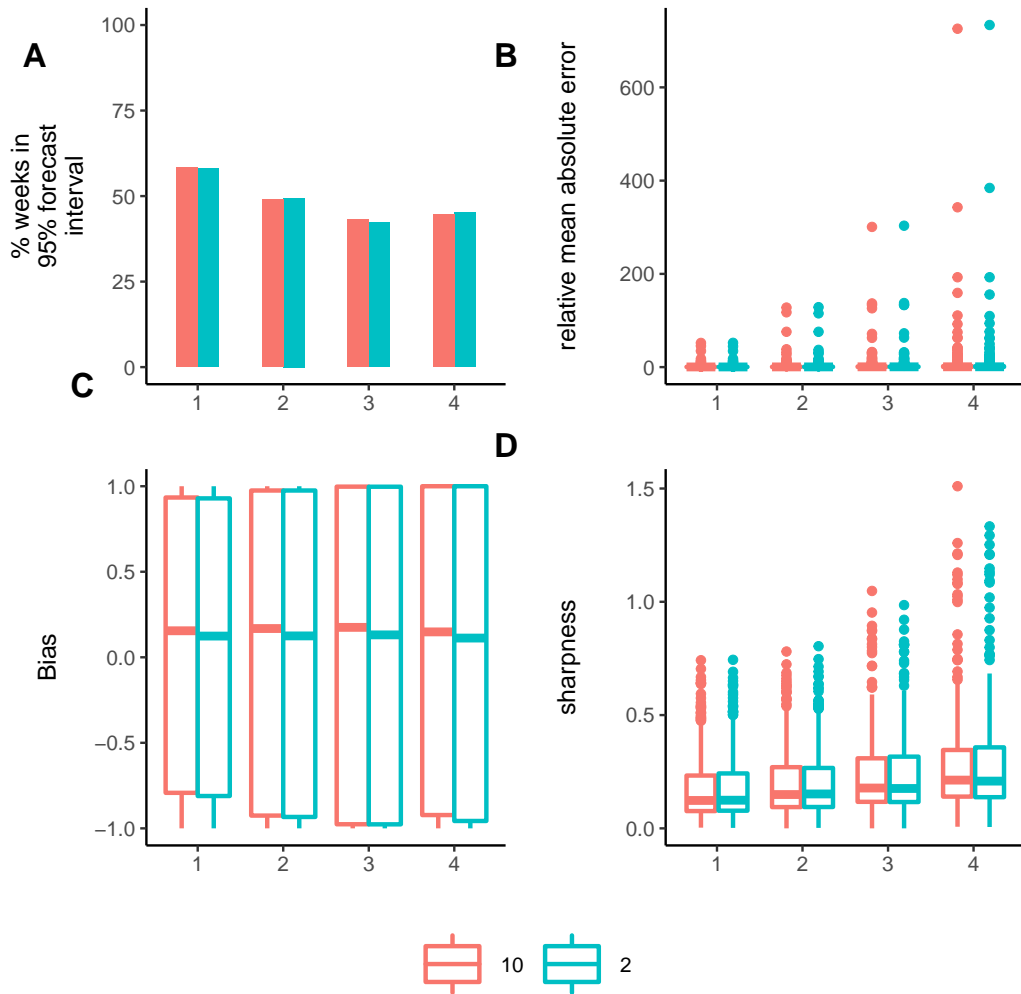 A
% weeks in
95% forecast
interval
100
75
50
25
0
1 2 3 4
B
relative mean absolute error
600
400
200
0
1 2 3 4
C
Bias
1.0
0.5
0.0
−0.5
−1.0
1 2 3 4
D
sharpness
1.5
1.0
0.5
0.0
1 2 3 4
10 2